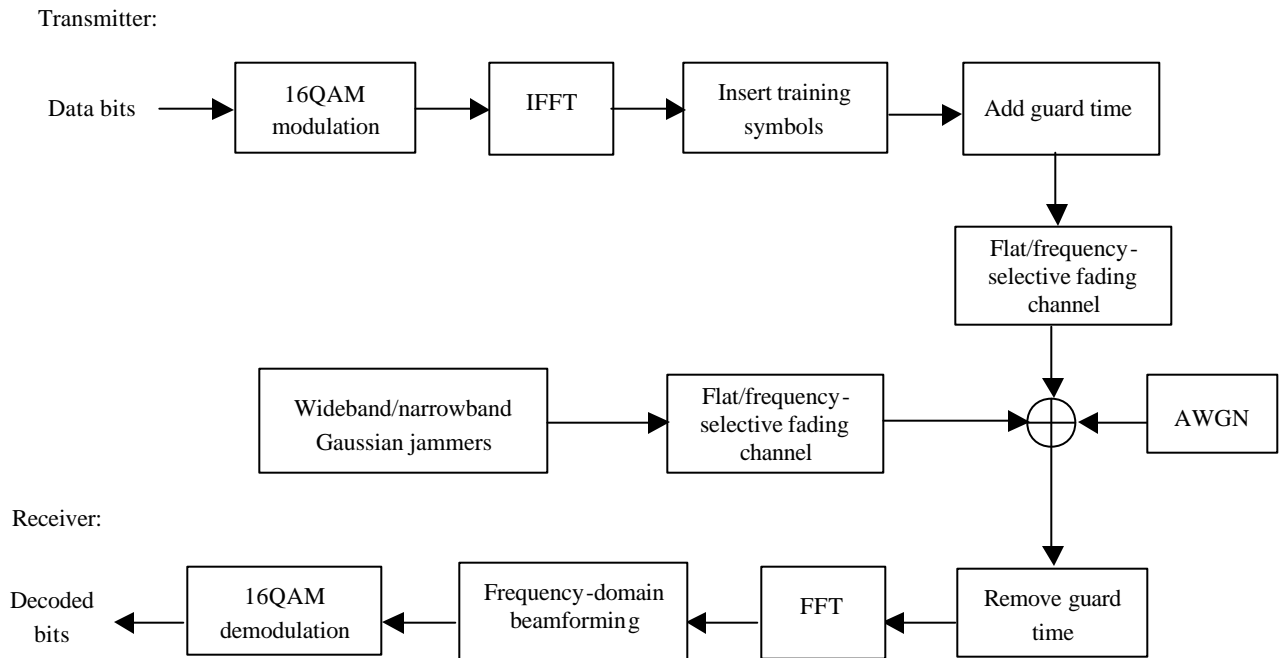 Transmitter:
Data bits
16QAM
modulation
IFFT
Insert training
symbols
Add guard time
Flat/frequency-
selective fading
channel
Wideband/narrowband
Gaussian jammers
Flat/frequency-
selective fading
channel
AWGN
Receiver:
Decoded
bits
16QAM
demodulation
Frequency-domain
beamforming
FFT
Remove guard
time